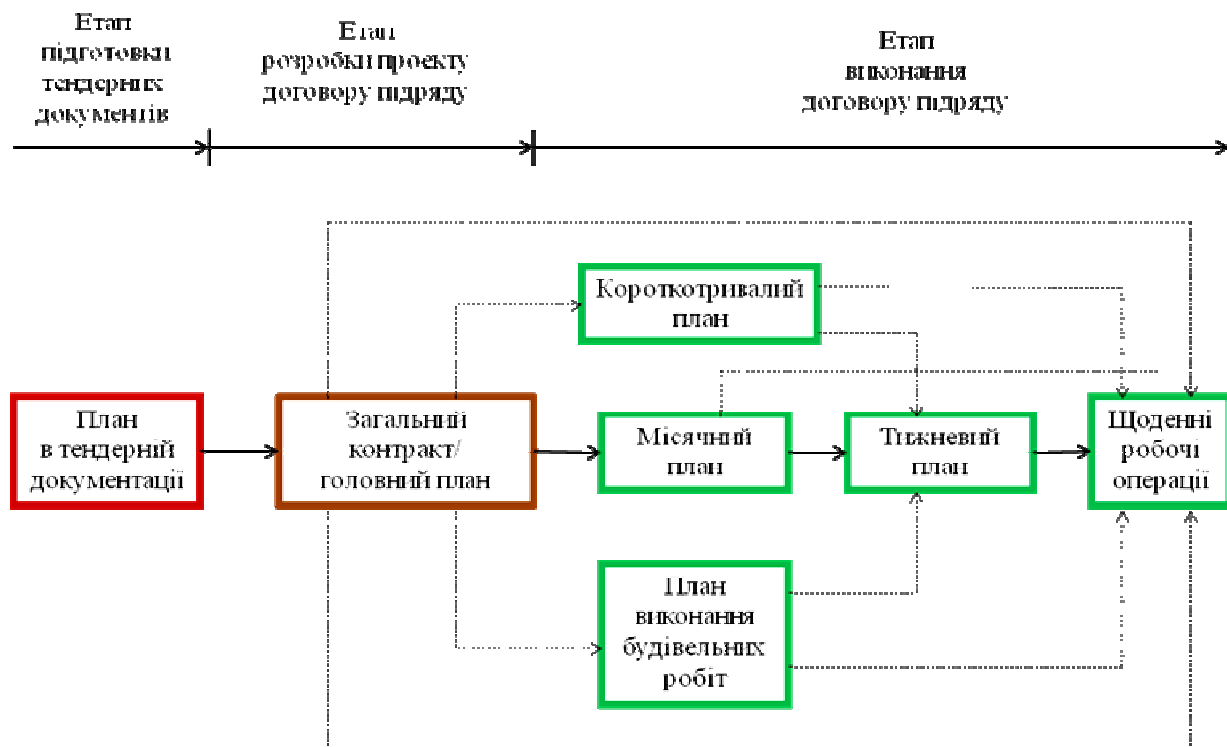 Етап
підготовки
тендерних
документів
Етап
розробки проекту
договору підряду
Етап
виконання
договору підряду
Короткотривалий
план
План
в тендерній
документації
Загальний
контракт/
головний план
Місячний
план
Тижневий
план
Щоденні
робочі
операції
План
виконання
будівельних
робіт